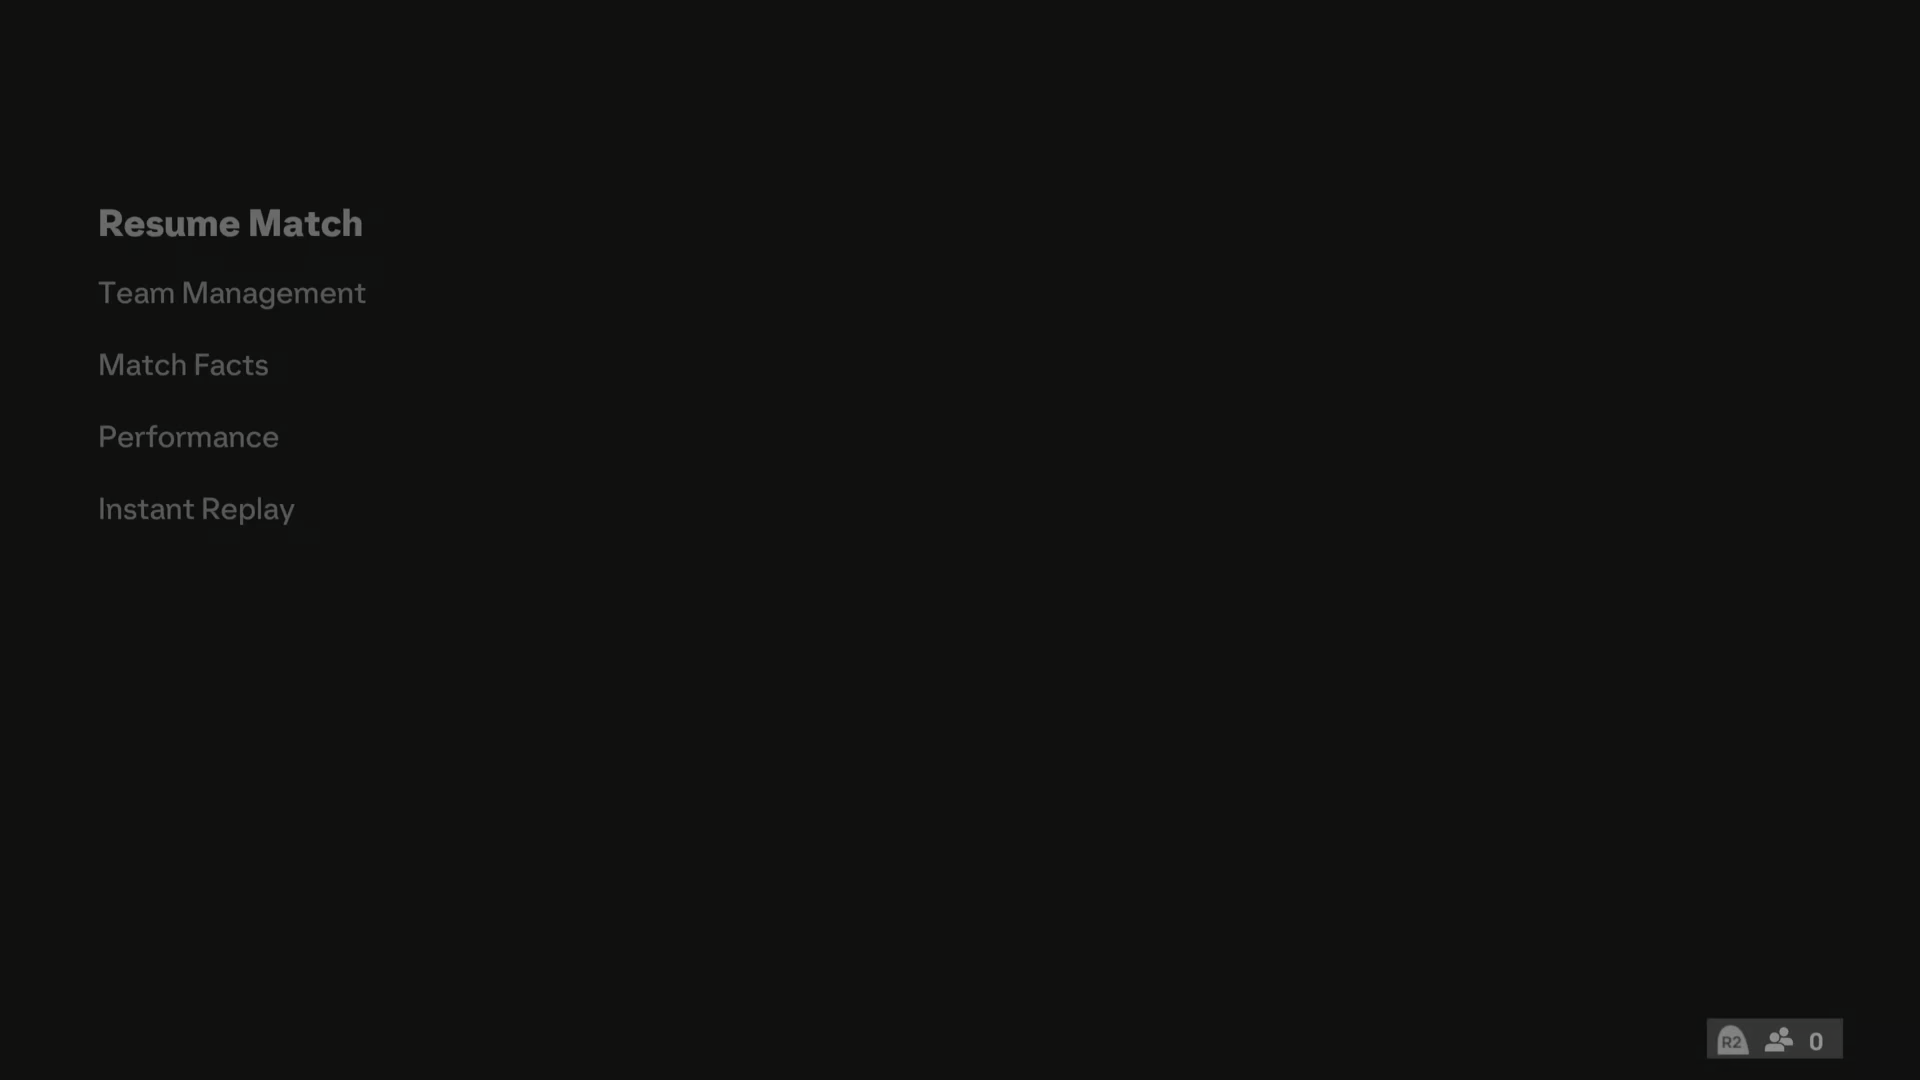 Resume Match
Team Management
Match Facts
Performance
Instant Replay
R2 0